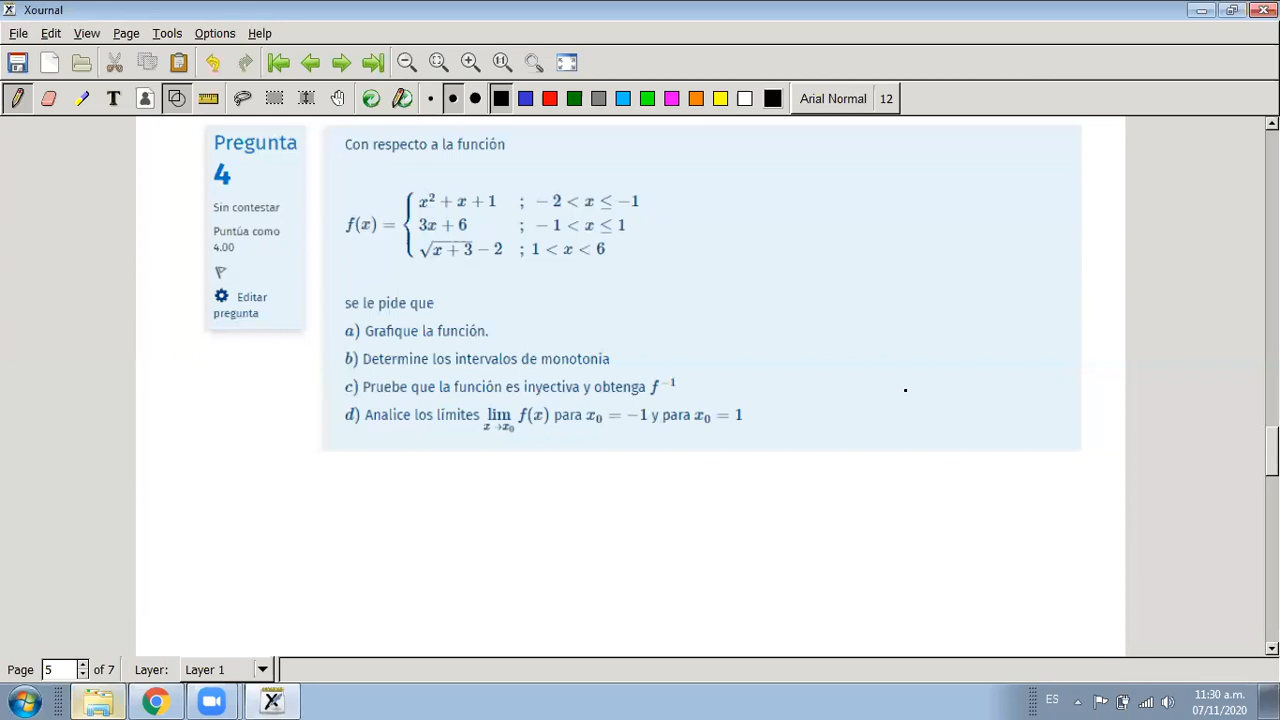 Xournal
File Edit View Page Tools Options Help
Arial Normal 12
Pregunta
4
Sin contestar
Puntúa como
4.00
Editar
pregunta
Con respecto a la función
f(x) = { x² + x + 1 ; −2 < x ≤ −1
3x + 6 ; −1 < x ≤ 1
√(x + 3) − 2 ; 1 < x < 6
se le pide que
a) Grafique la función.
b) Determine los intervalos de monotonía
c) Pruebe que la función es inyectiva y obtenga f⁻¹
d) Analice los límites lim x→x₀ f(x) para x₀ = −1 y para x₀ = 1
Page 5 of 7 Layer: Layer 1
ES 11:30 a.m.
07/11/2020